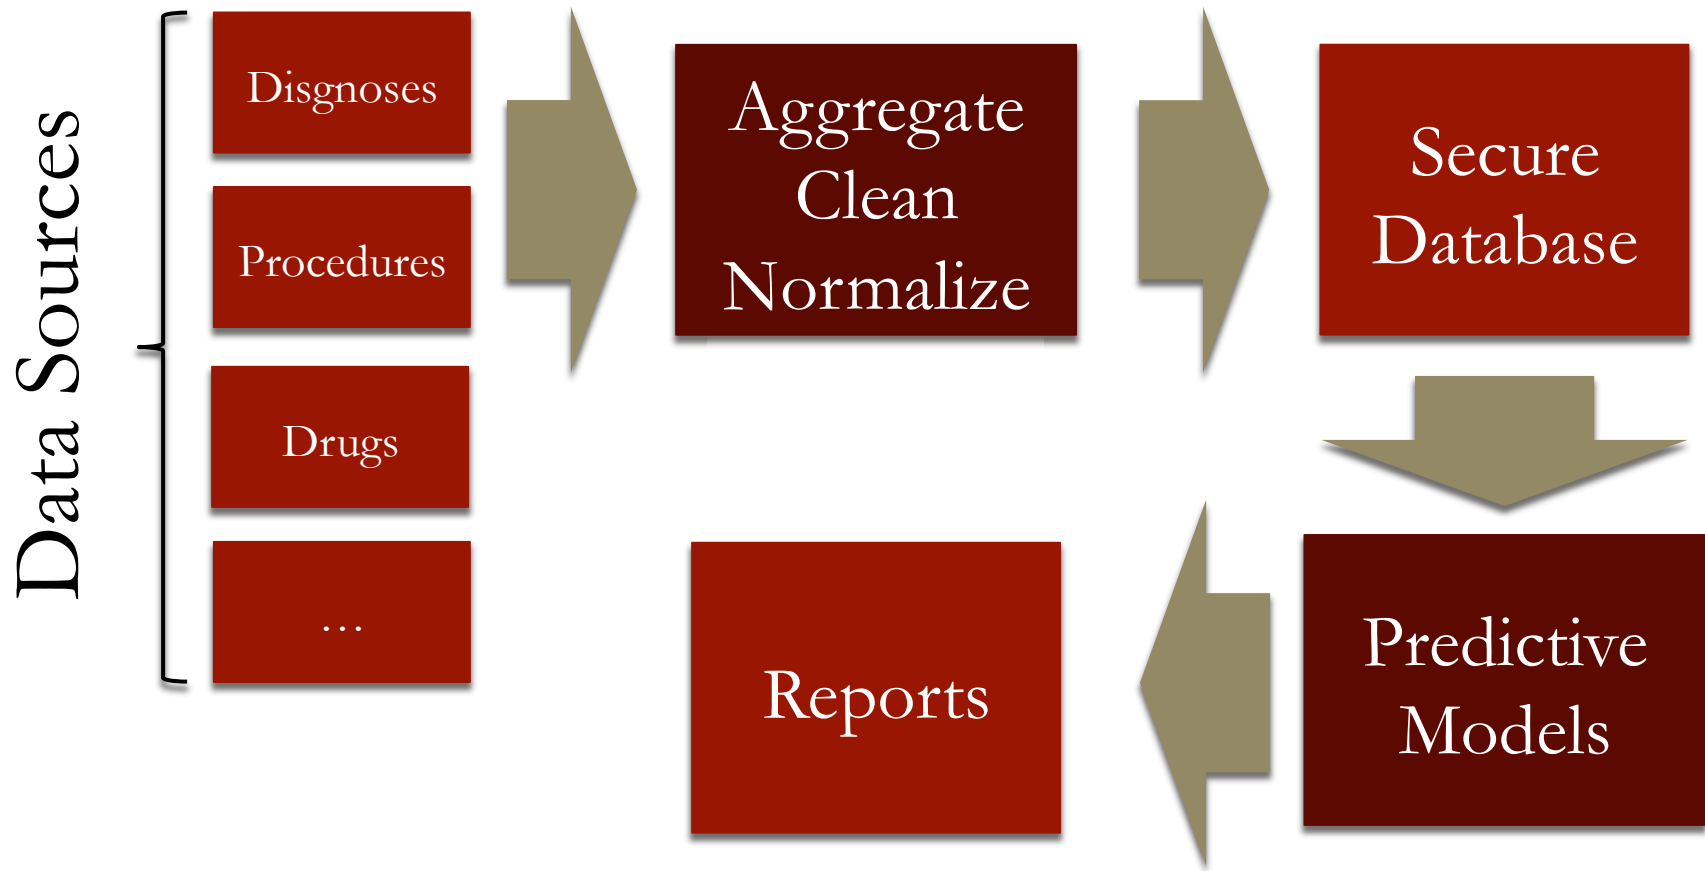 Data Sources
Disgnoses
Procedures
Drugs
...
Aggregate
Clean
Normalize
Secure
Database
Predictive
Models
Reports